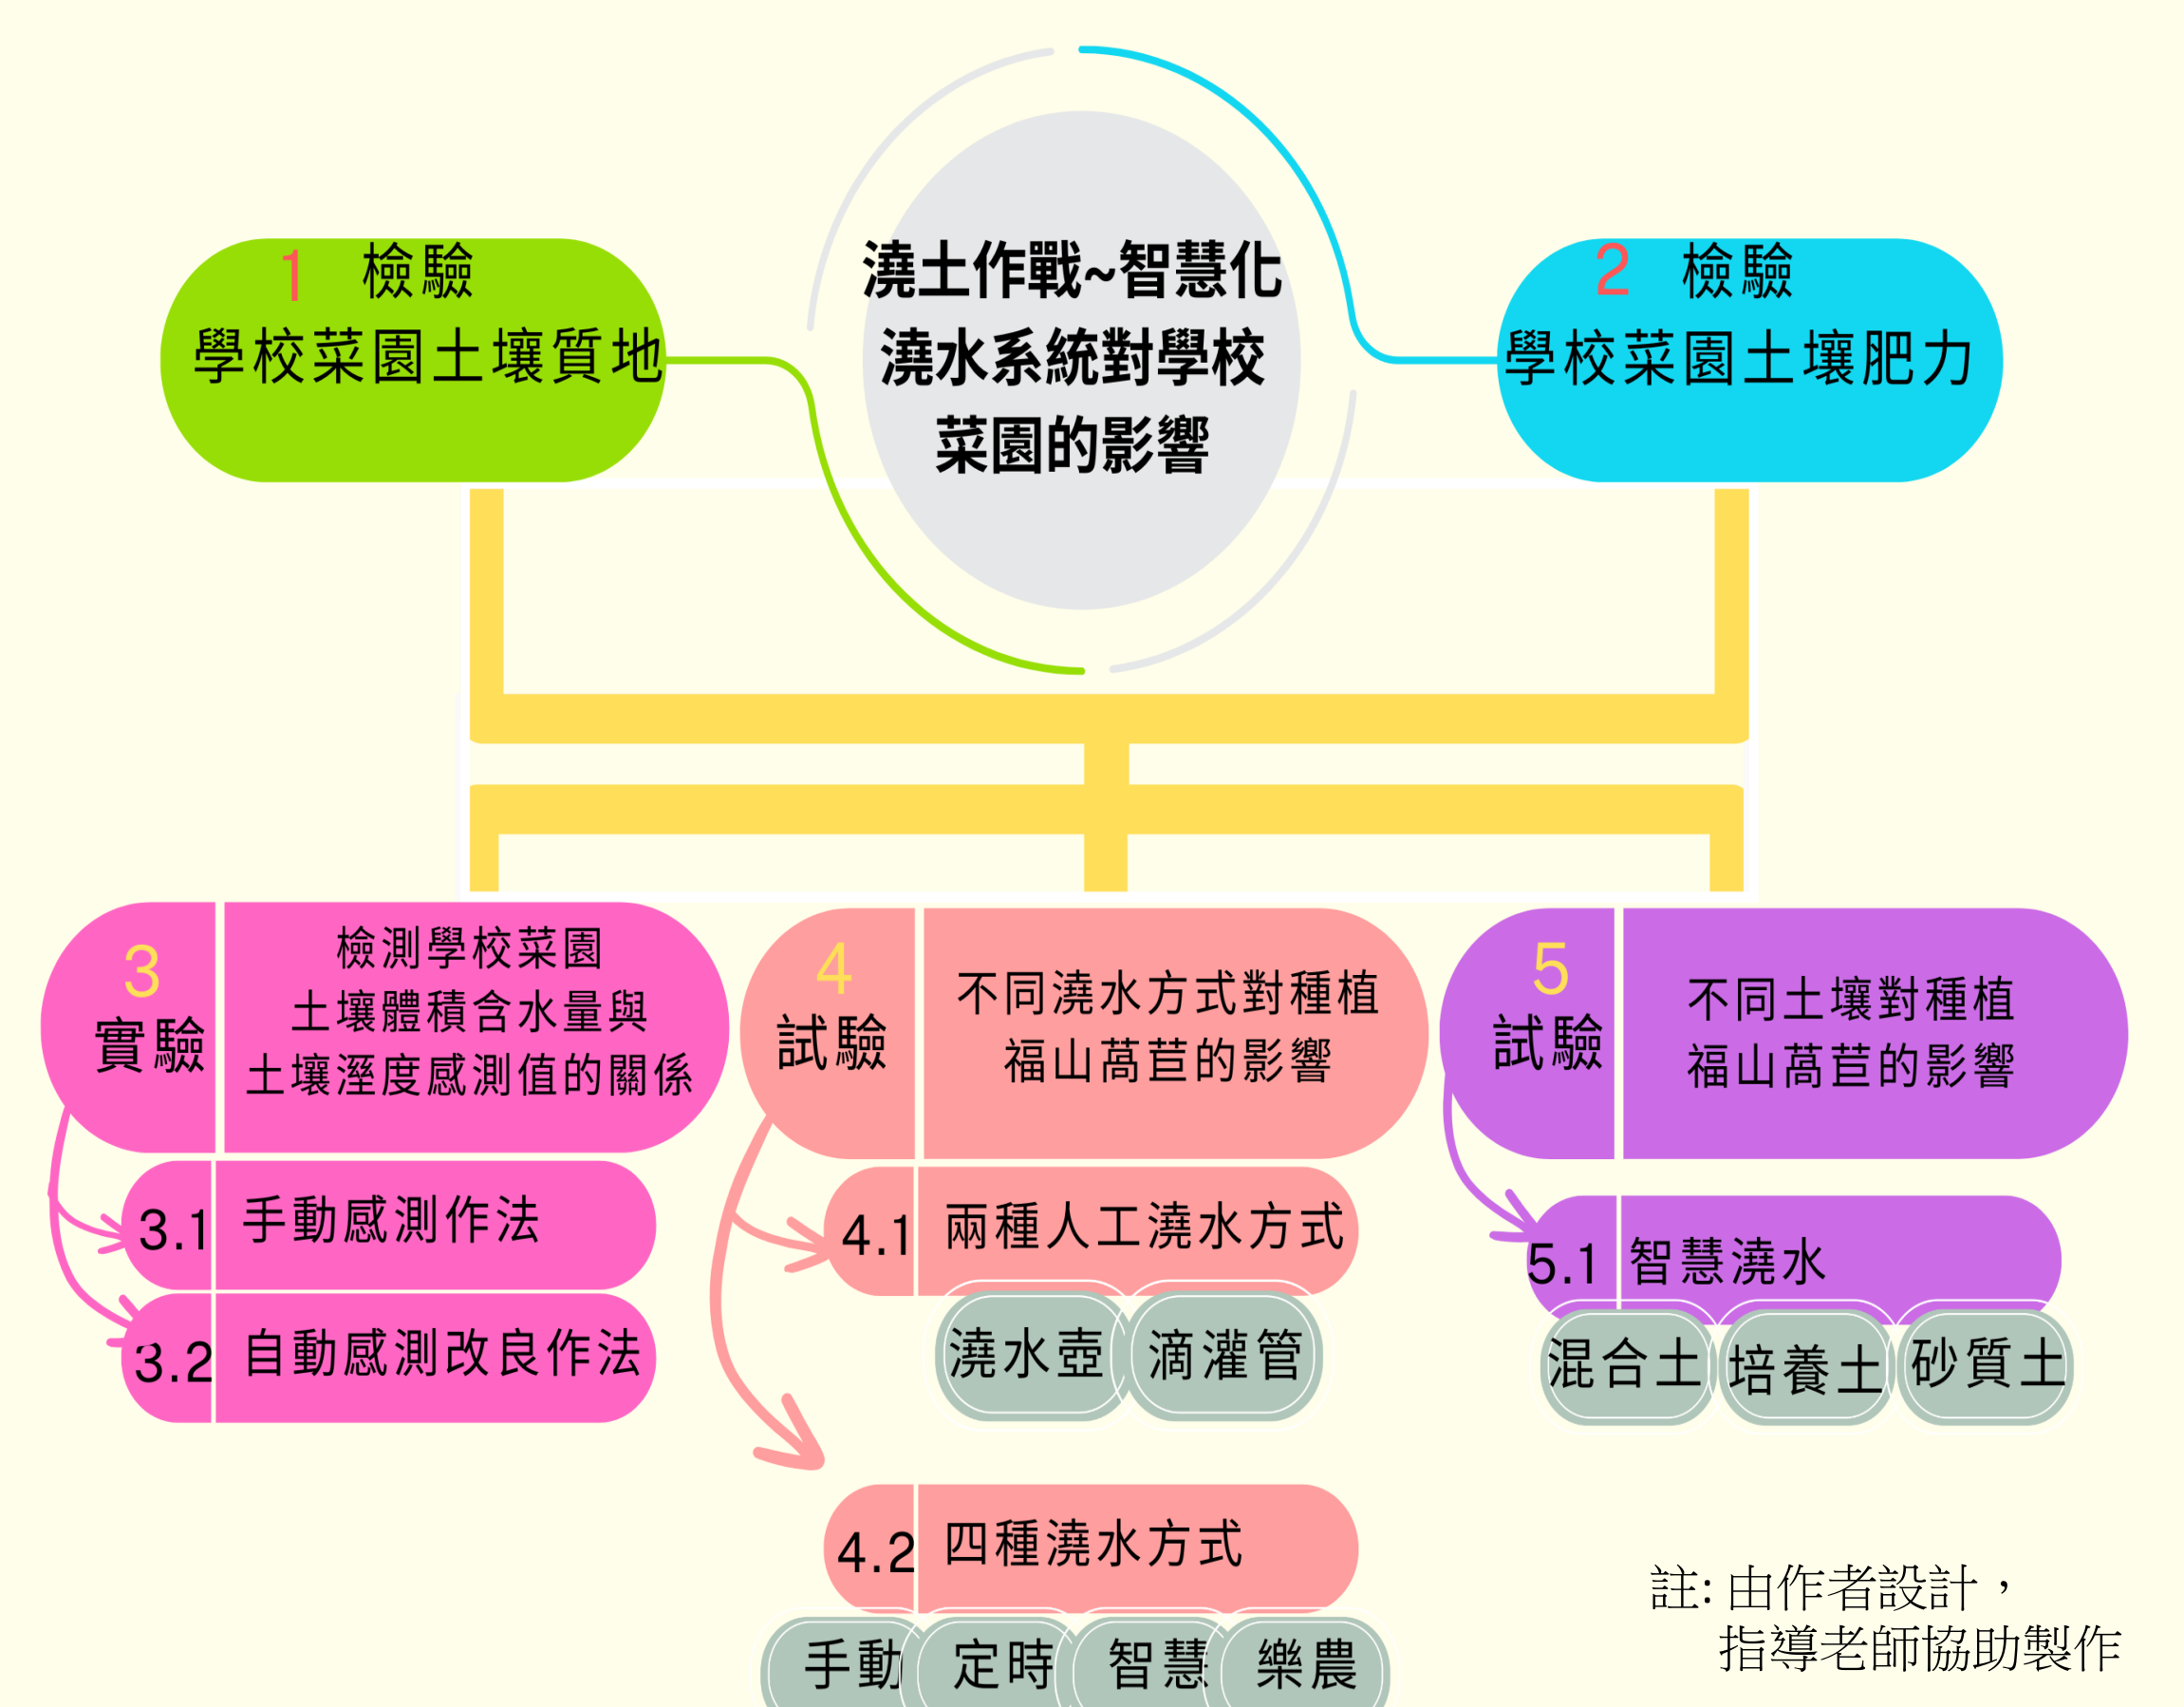 澆土作戰~智慧化
澆水系統對學校
菜園的影響
1 檢驗
學校菜園土壤質地
2 檢驗
學校菜園土壤肥力
3
實驗
檢測學校菜園
土壤體積含水量與
土壤溼度感測值的關係
3.1 手動感測作法
3.2 自動感測改良作法
4
試驗
不同澆水方式對種植
福山萵苣的影響
4.1 兩種人工澆水方式
澆水壺 滴灌管
4.2 四種澆水方式
手動 定時 智慧 樂農
5
試驗
不同土壤對種植
福山萵苣的影響
5.1 智慧澆水
混合土 培養土 砂質土
註: 由作者設計，
指導老師協助製作